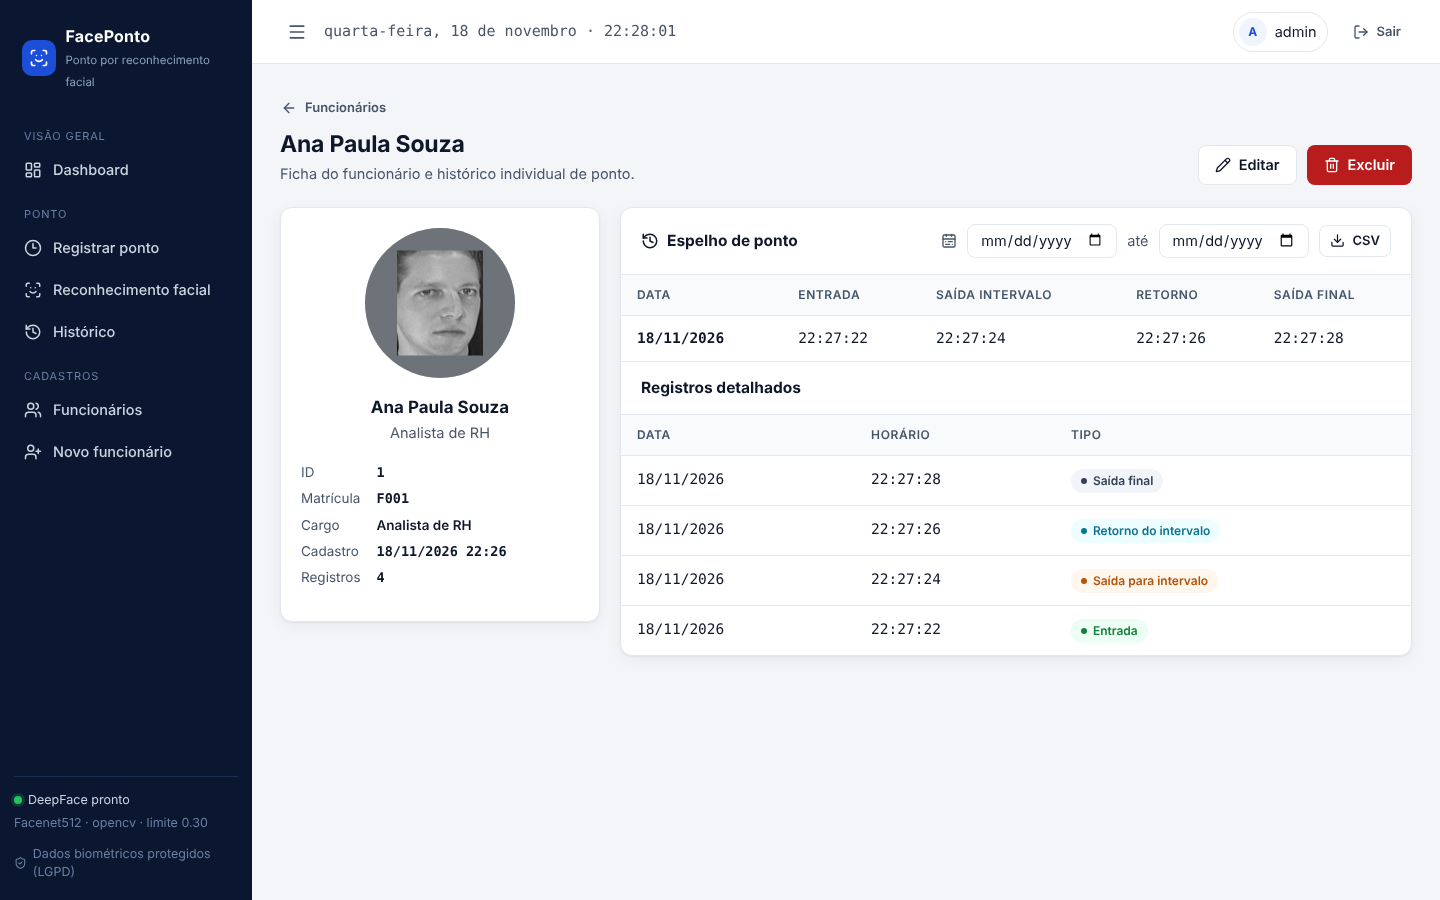 FacePonto
Ponto por reconhecimento
facial
VISÃO GERAL
Dashboard
PONTO
Registrar ponto
Reconhecimento facial
Histórico
CADASTROS
Funcionários
Novo funcionário
DeepFace pronto
Facenet512 · opencv · limite 0.30
Dados biométricos protegidos
(LGPD)
quarta-feira, 18 de novembro · 22:28:01
A admin
Sair
Funcionários
Ana Paula Souza
Ficha do funcionário e histórico individual de ponto.
Editar
Excluir
Ana Paula Souza
Analista de RH
ID 1
Matrícula F001
Cargo Analista de RH
Cadastro 18/11/2026 22:26
Registros 4
Espelho de ponto mm/dd/yyyy até mm/dd/yyyy CSV
DATA ENTRADA SAÍDA INTERVALO RETORNO SAÍDA FINAL
18/11/2026 22:27:22 22:27:24 22:27:26 22:27:28
Registros detalhados
DATA HORÁRIO TIPO
18/11/2026 22:27:28 Saída final
18/11/2026 22:27:26 Retorno do intervalo
18/11/2026 22:27:24 Saída para intervalo
18/11/2026 22:27:22 Entrada